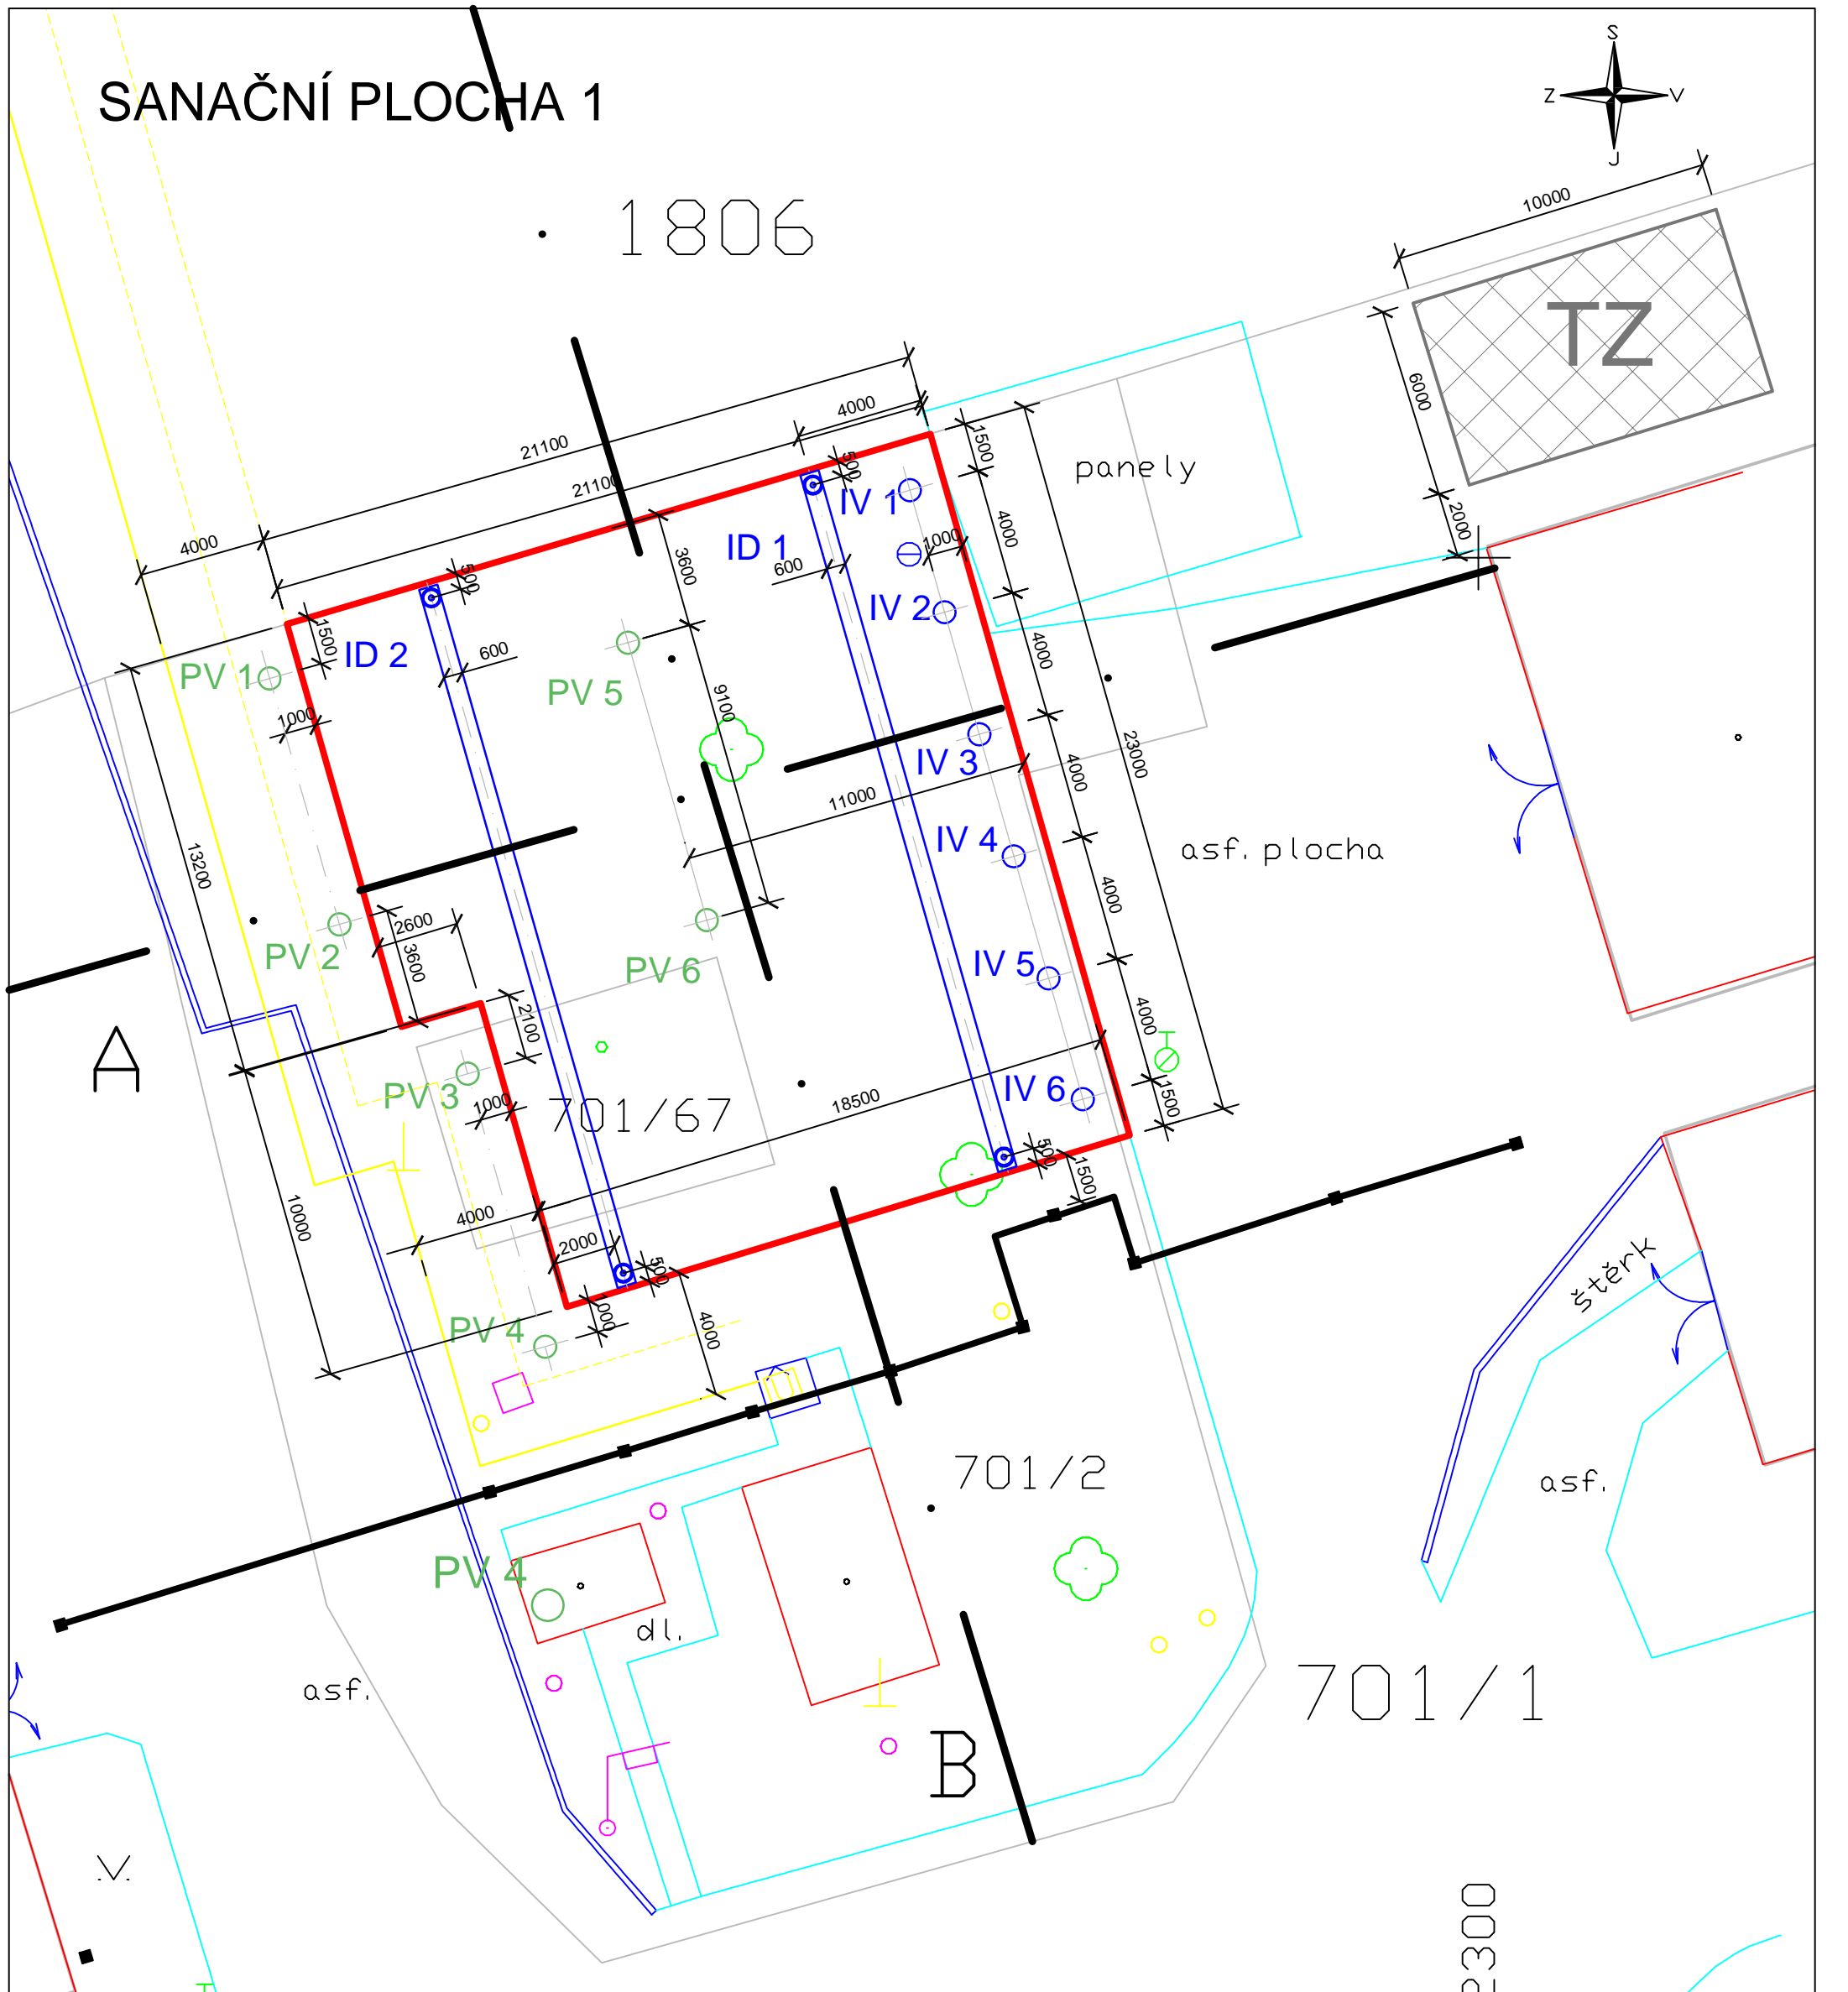 S
Z
V
J
SANAČNÍ PLOCHA 1
1806
10000
TZ
6000
2000
4000
21100
21100
4000
500
1500
IV 1
panely
4000
ID 1
600
1000
3600
500
IV 2
1500
ID 2
600
4000
PV 1
PV 5
9100
1000
23000
IV 3
4000
11000
13200
IV 4
asf. plocha
4000
2600
3600
PV 2
PV 6
IV 5
2100
4000
A
PV 3
1000
701/67
18500
IV 6
1500
10000
4000
2000
500
500
1500
štěrk
1000
PV 4
4000
701/2
asf.
PV 4
dl.
asf.
701/1
B
2300